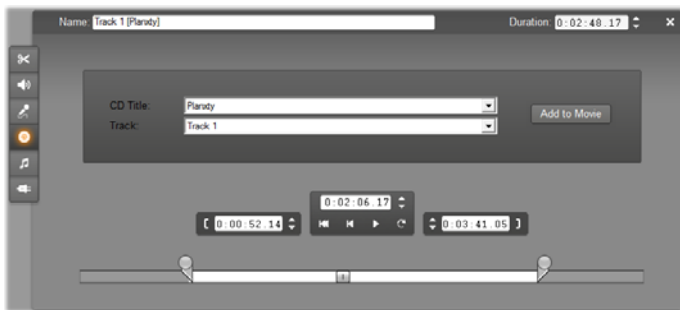 Name: Track 1 [Planxty] Duration: 0:02:48.17
CD Title: Planxty
Track: Track 1
Add to Movie
0:02:06.17
[ 0:00:52.14 0:03:41.05 ]